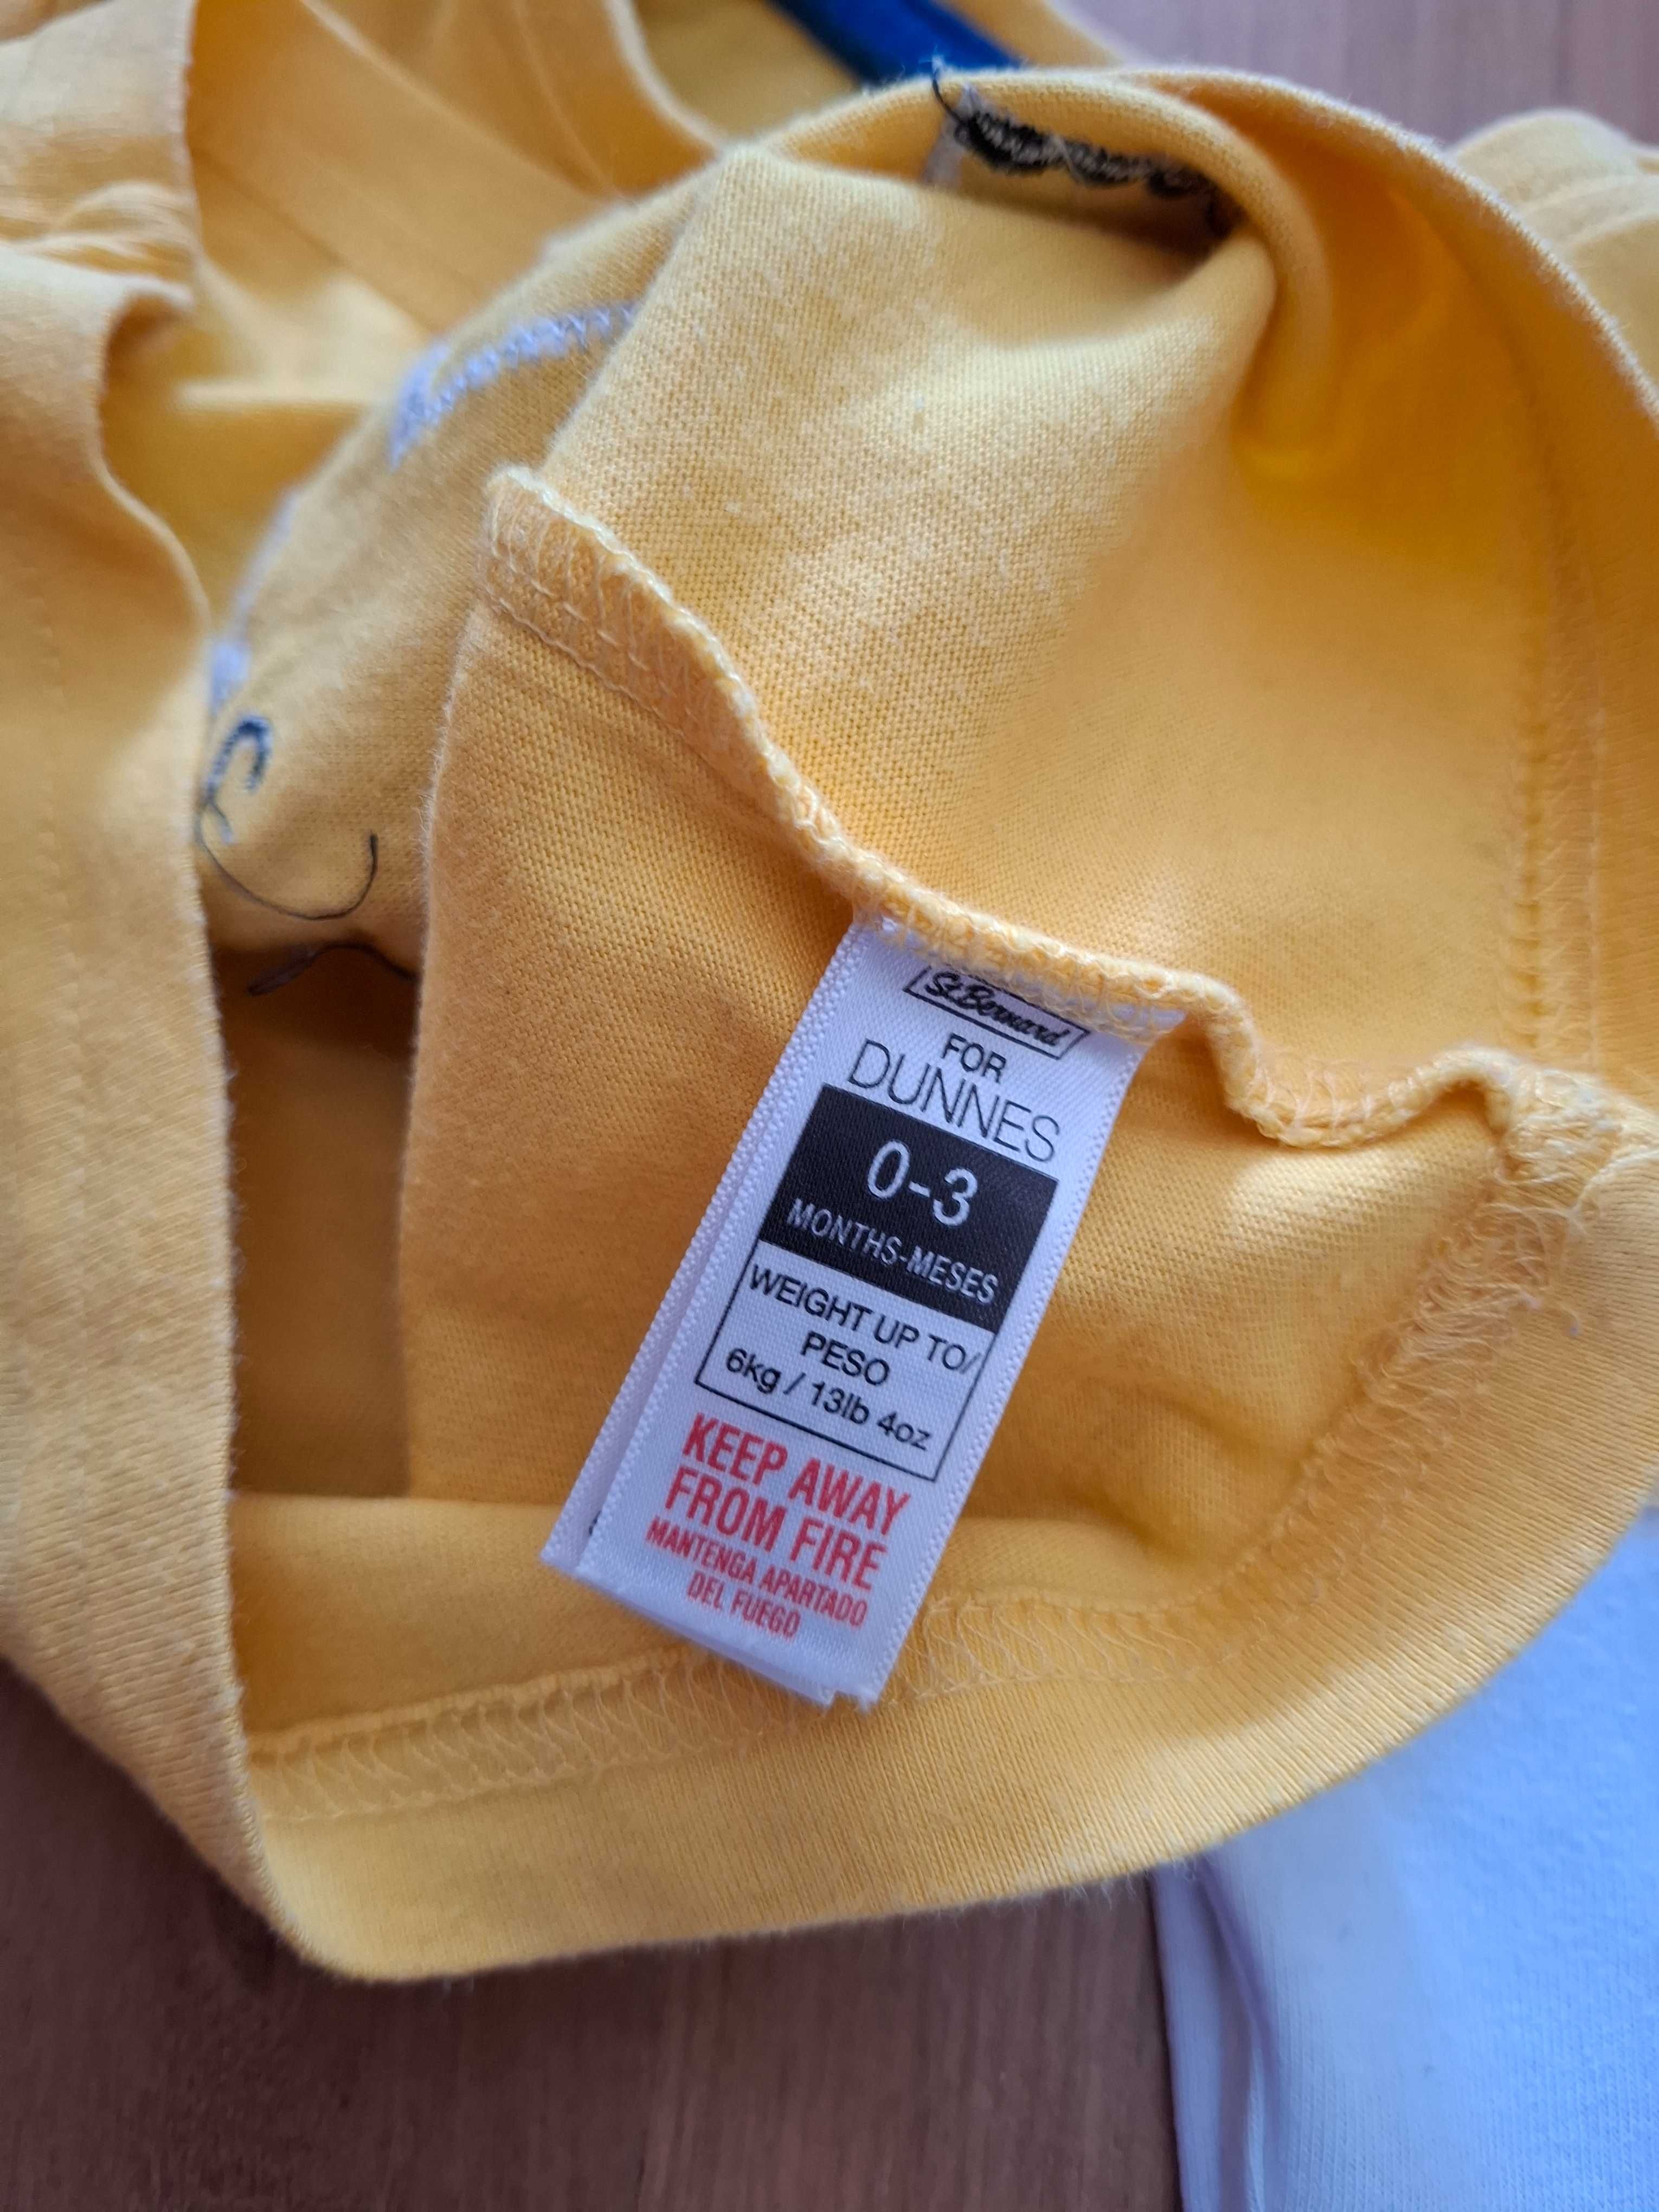 St.Bernard
FOR
DUNNES
0-3
MONTHS-MESES
WEIGHT UP TO/
PESO
6kg / 13lb 4oz
KEEP AWAY
FROM FIRE
MANTENGA APARTADO
DEL FUEGO